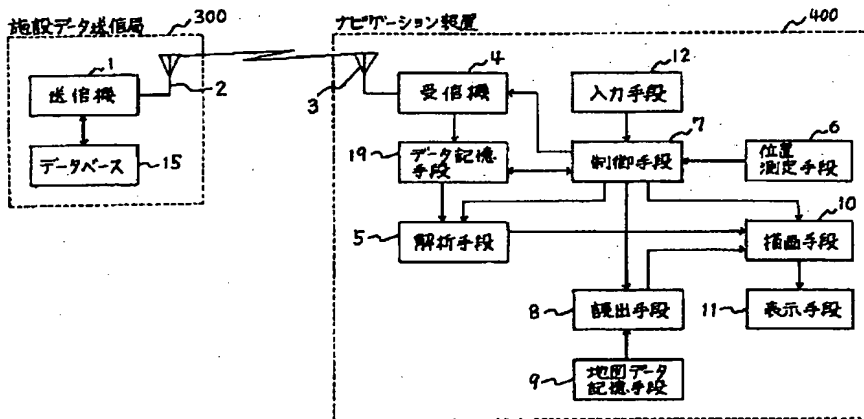 施設データ送信局
300
ナビゲーション装置
400
1
送信機
2
データベース
15
3
4
受信機
12
入力手段
19
データ記憶
手段
7
制御手段
6
位置
測定手段
5
解析手段
10
描画手段
8
読出手段
11
表示手段
9
地図データ
記憶手段